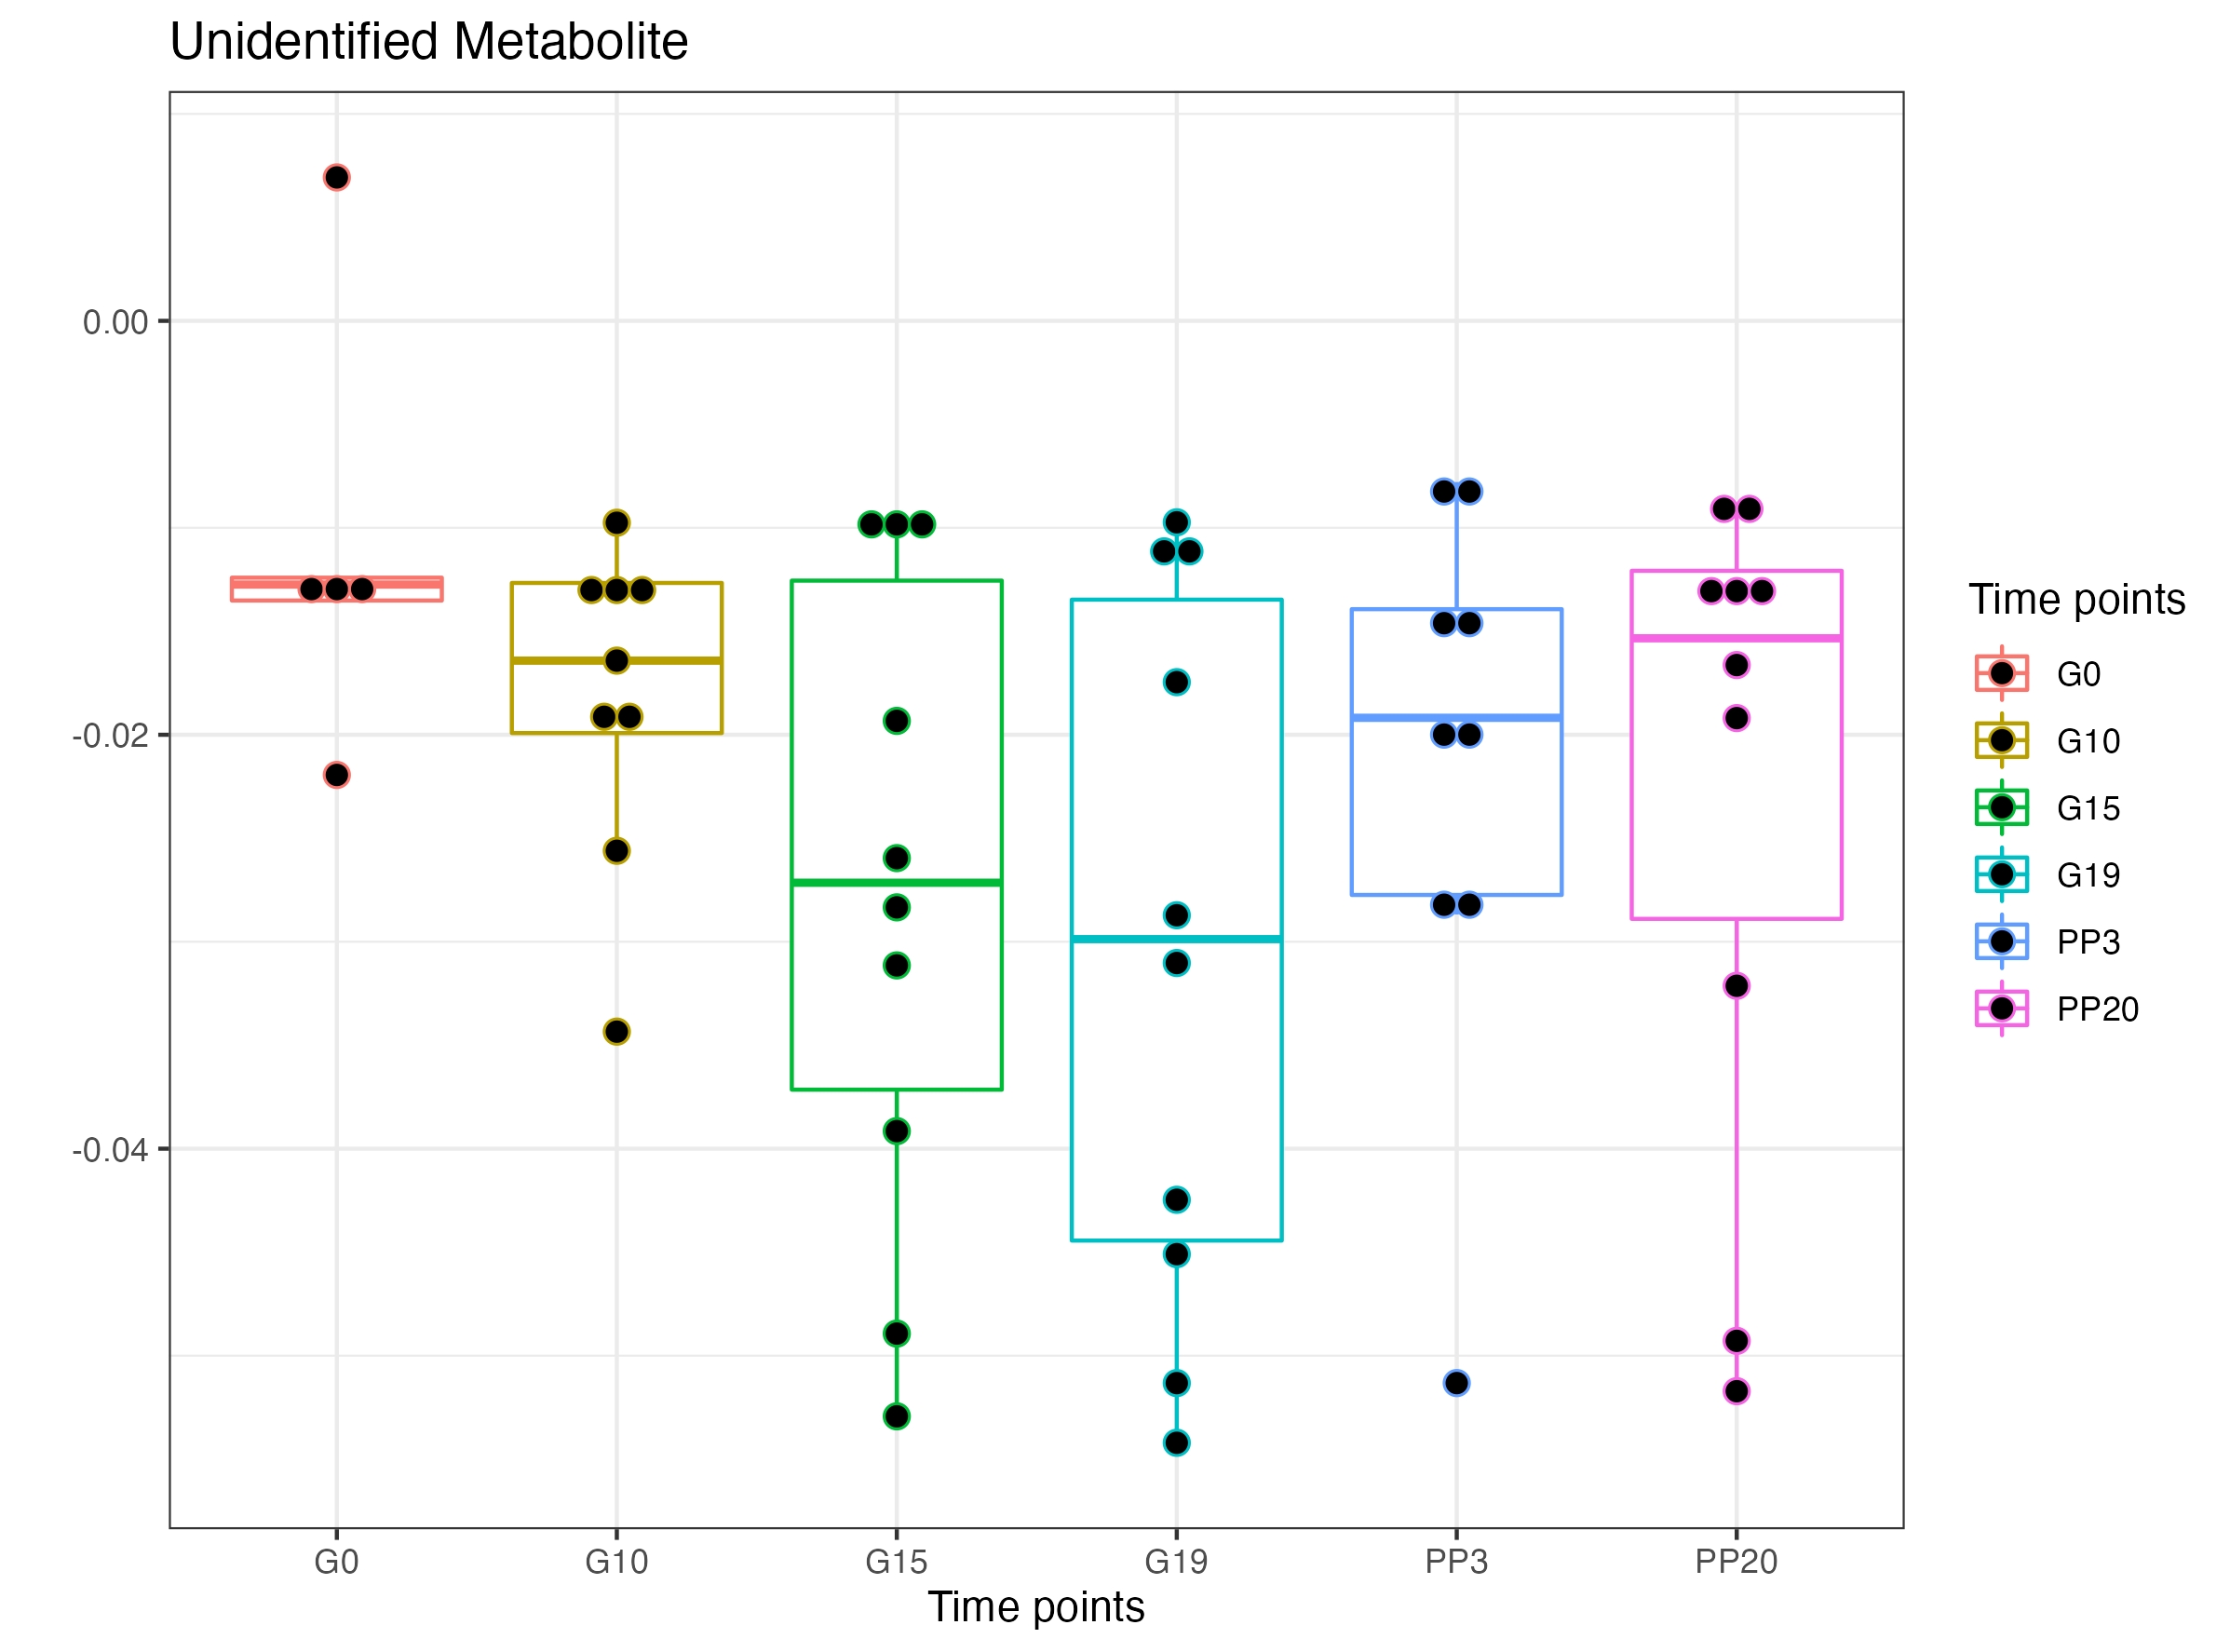 Unidentified Metabolite
0.00
-0.02
-0.04
G0 G10 G15 G19 PP3 PP20
Time points
Time points
G0
G10
G15
G19
PP3
PP20